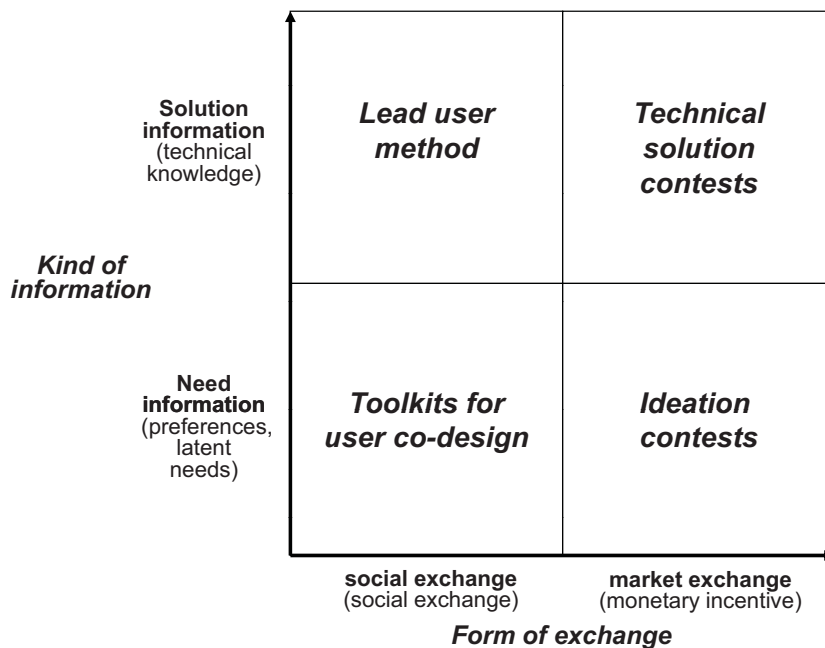 Solution
information
(technical
knowledge)
Lead user
method
Technical
solution
contests
Kind of
information
Need
information
(preferences,
latent
needs)
Toolkits for
user co-design
Ideation
contests
social exchange
(social exchange)
market exchange
(monetary incentive)
Form of exchange